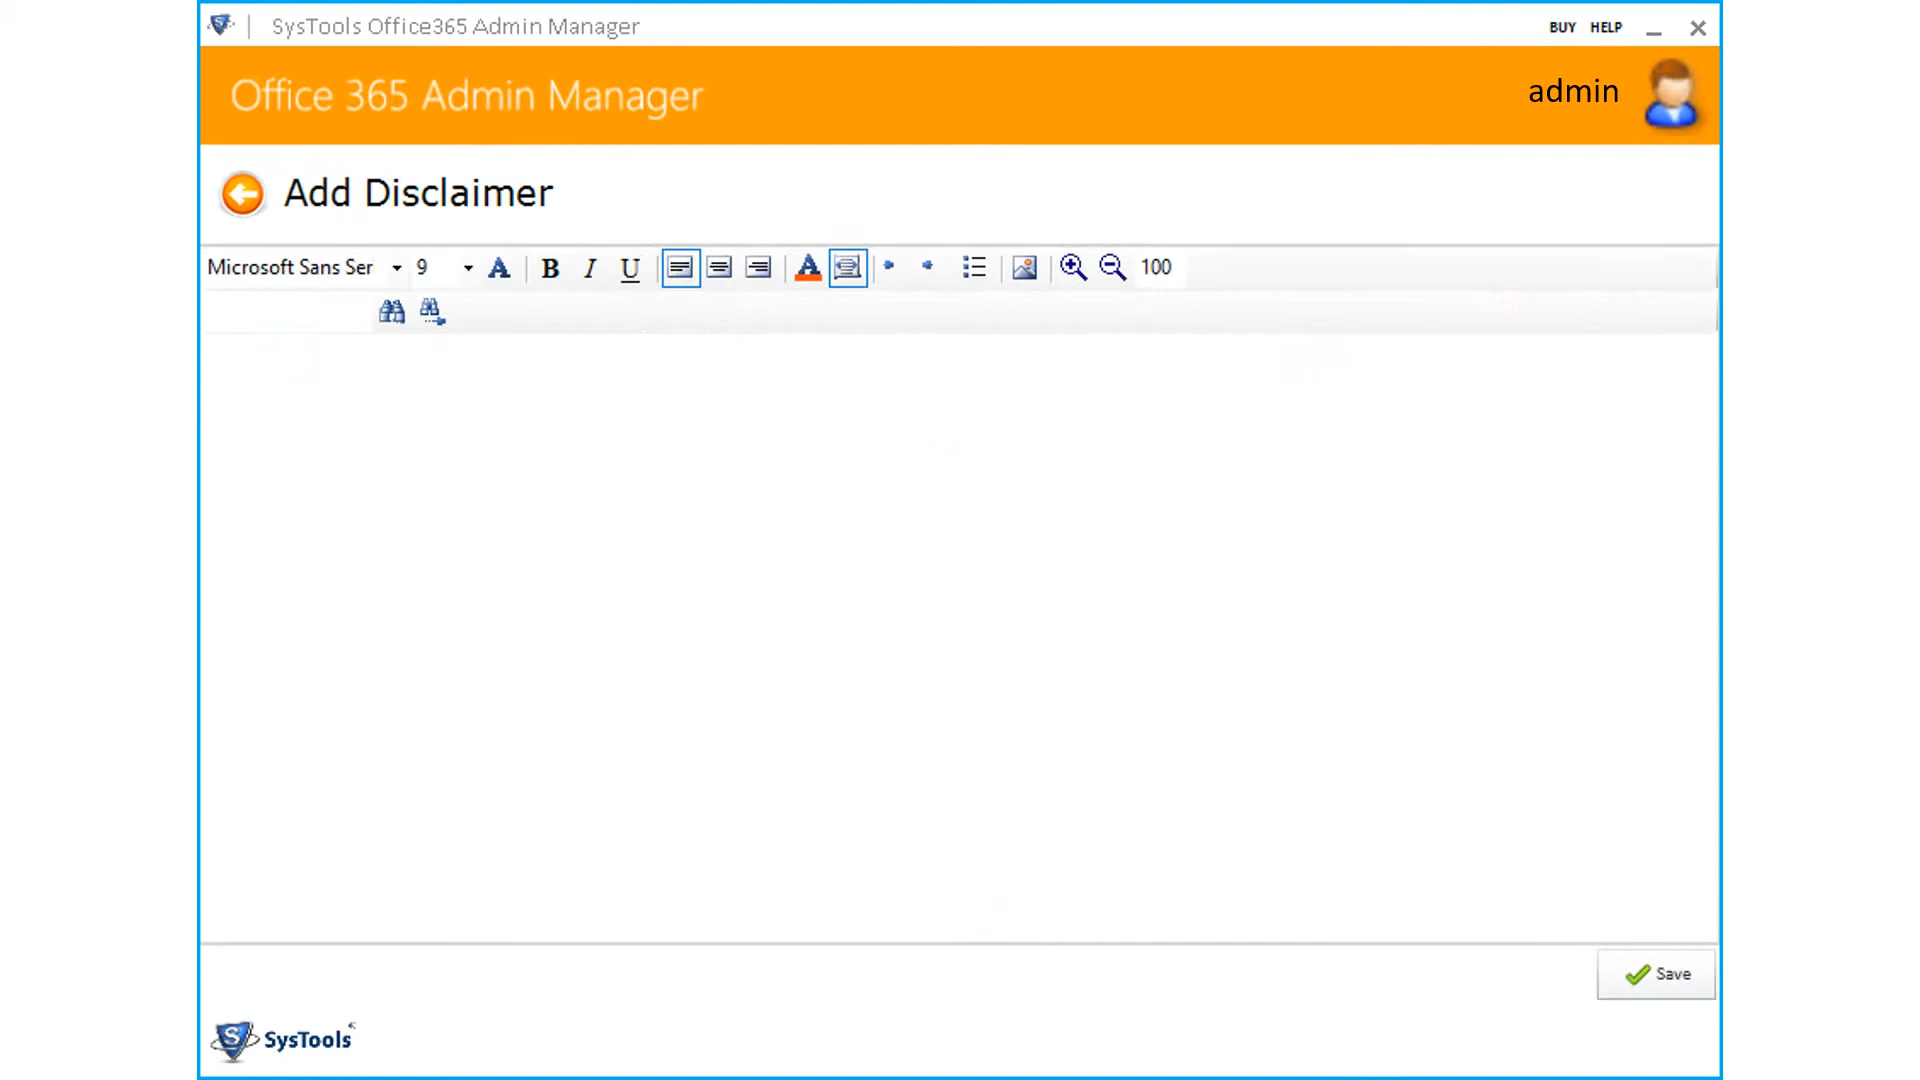 SysTools Office365 Admin Manager
BUY HELP
Office 365 Admin Manager
admin
Add Disclaimer
Microsoft Sans Ser 9 A B I U A 100
Save
SysTools